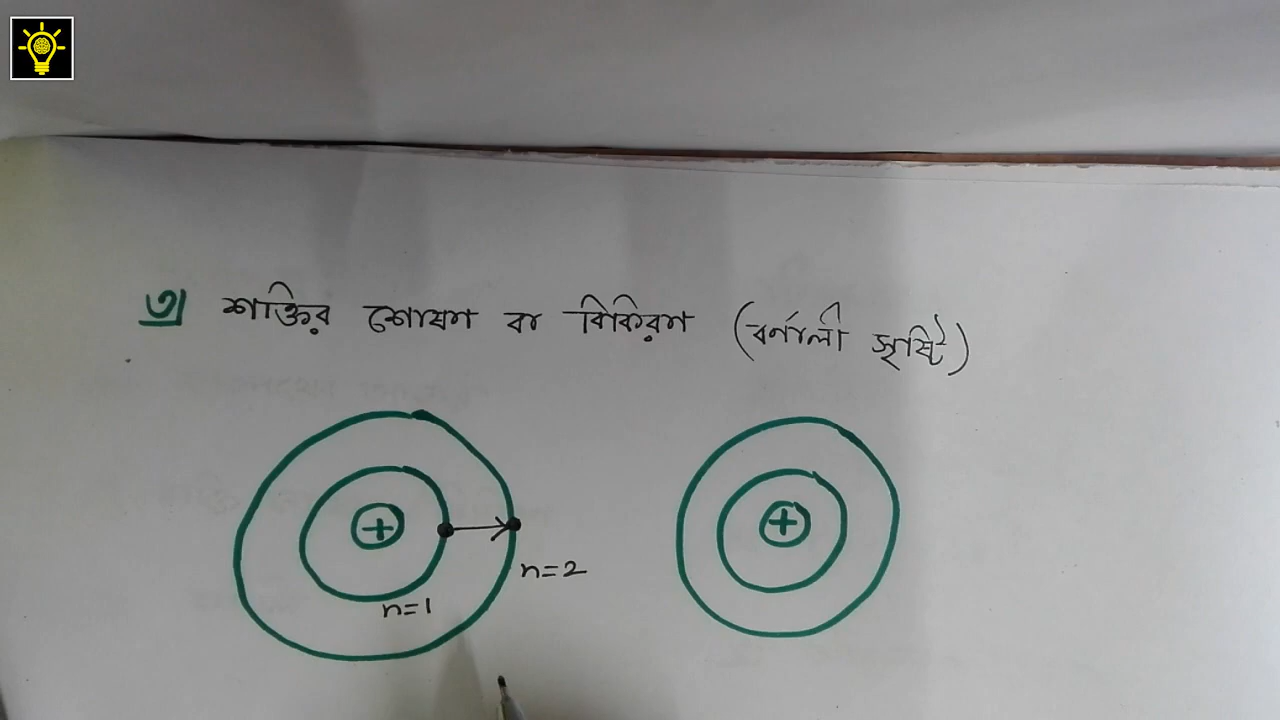 ৩। শক্তির শোষণ বা বিকিরণ (বর্ণালী সৃষ্টি)
+
+
n=2
n=1